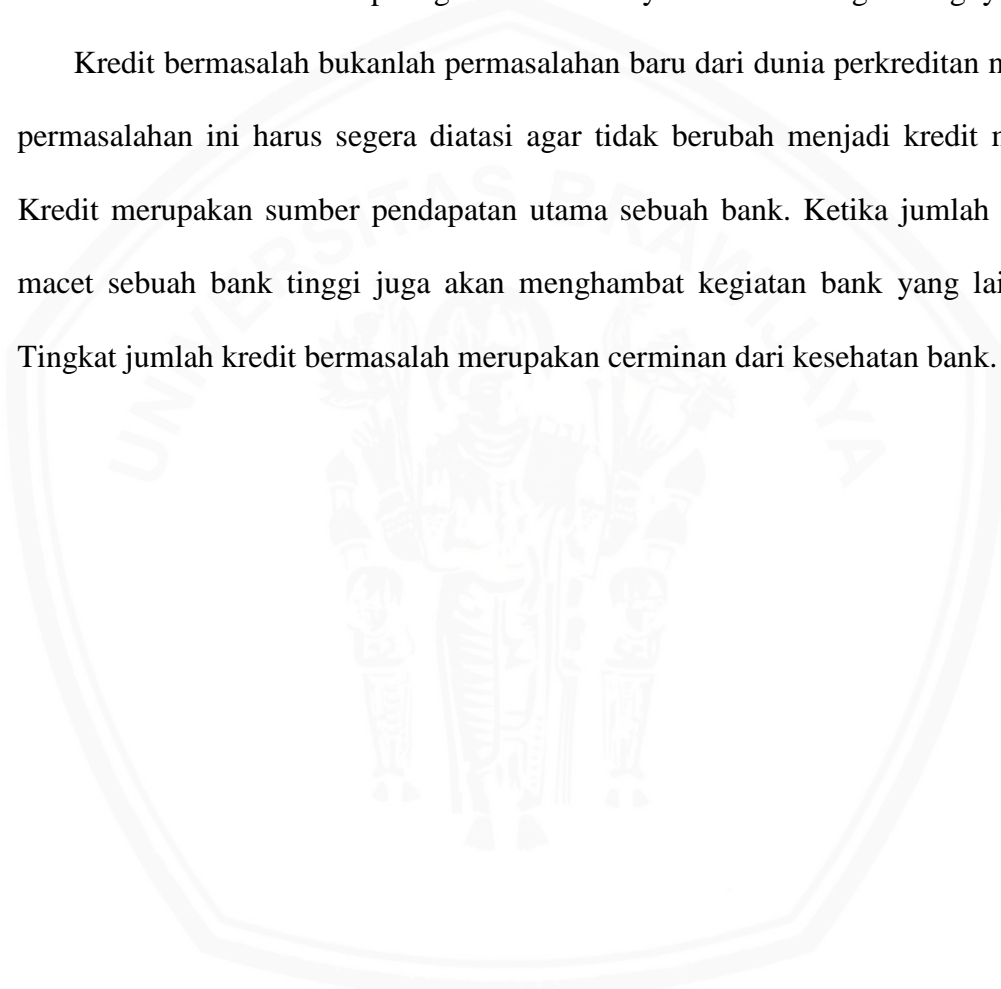 Kredit bermasalah bukanlah permasalahan baru dari dunia perkreditan
permasalahan ini harus segera diatasi agar tidak berubah menjadi kredit
Kredit merupakan sumber pendapatan utama sebuah bank. Ketika jumlah
macet sebuah bank tinggi juga akan menghambat kegiatan bank yang lai
Tingkat jumlah kredit bermasalah merupakan cerminan dari kesehatan bank.
UNIVERSITAS BRAWIJAYA